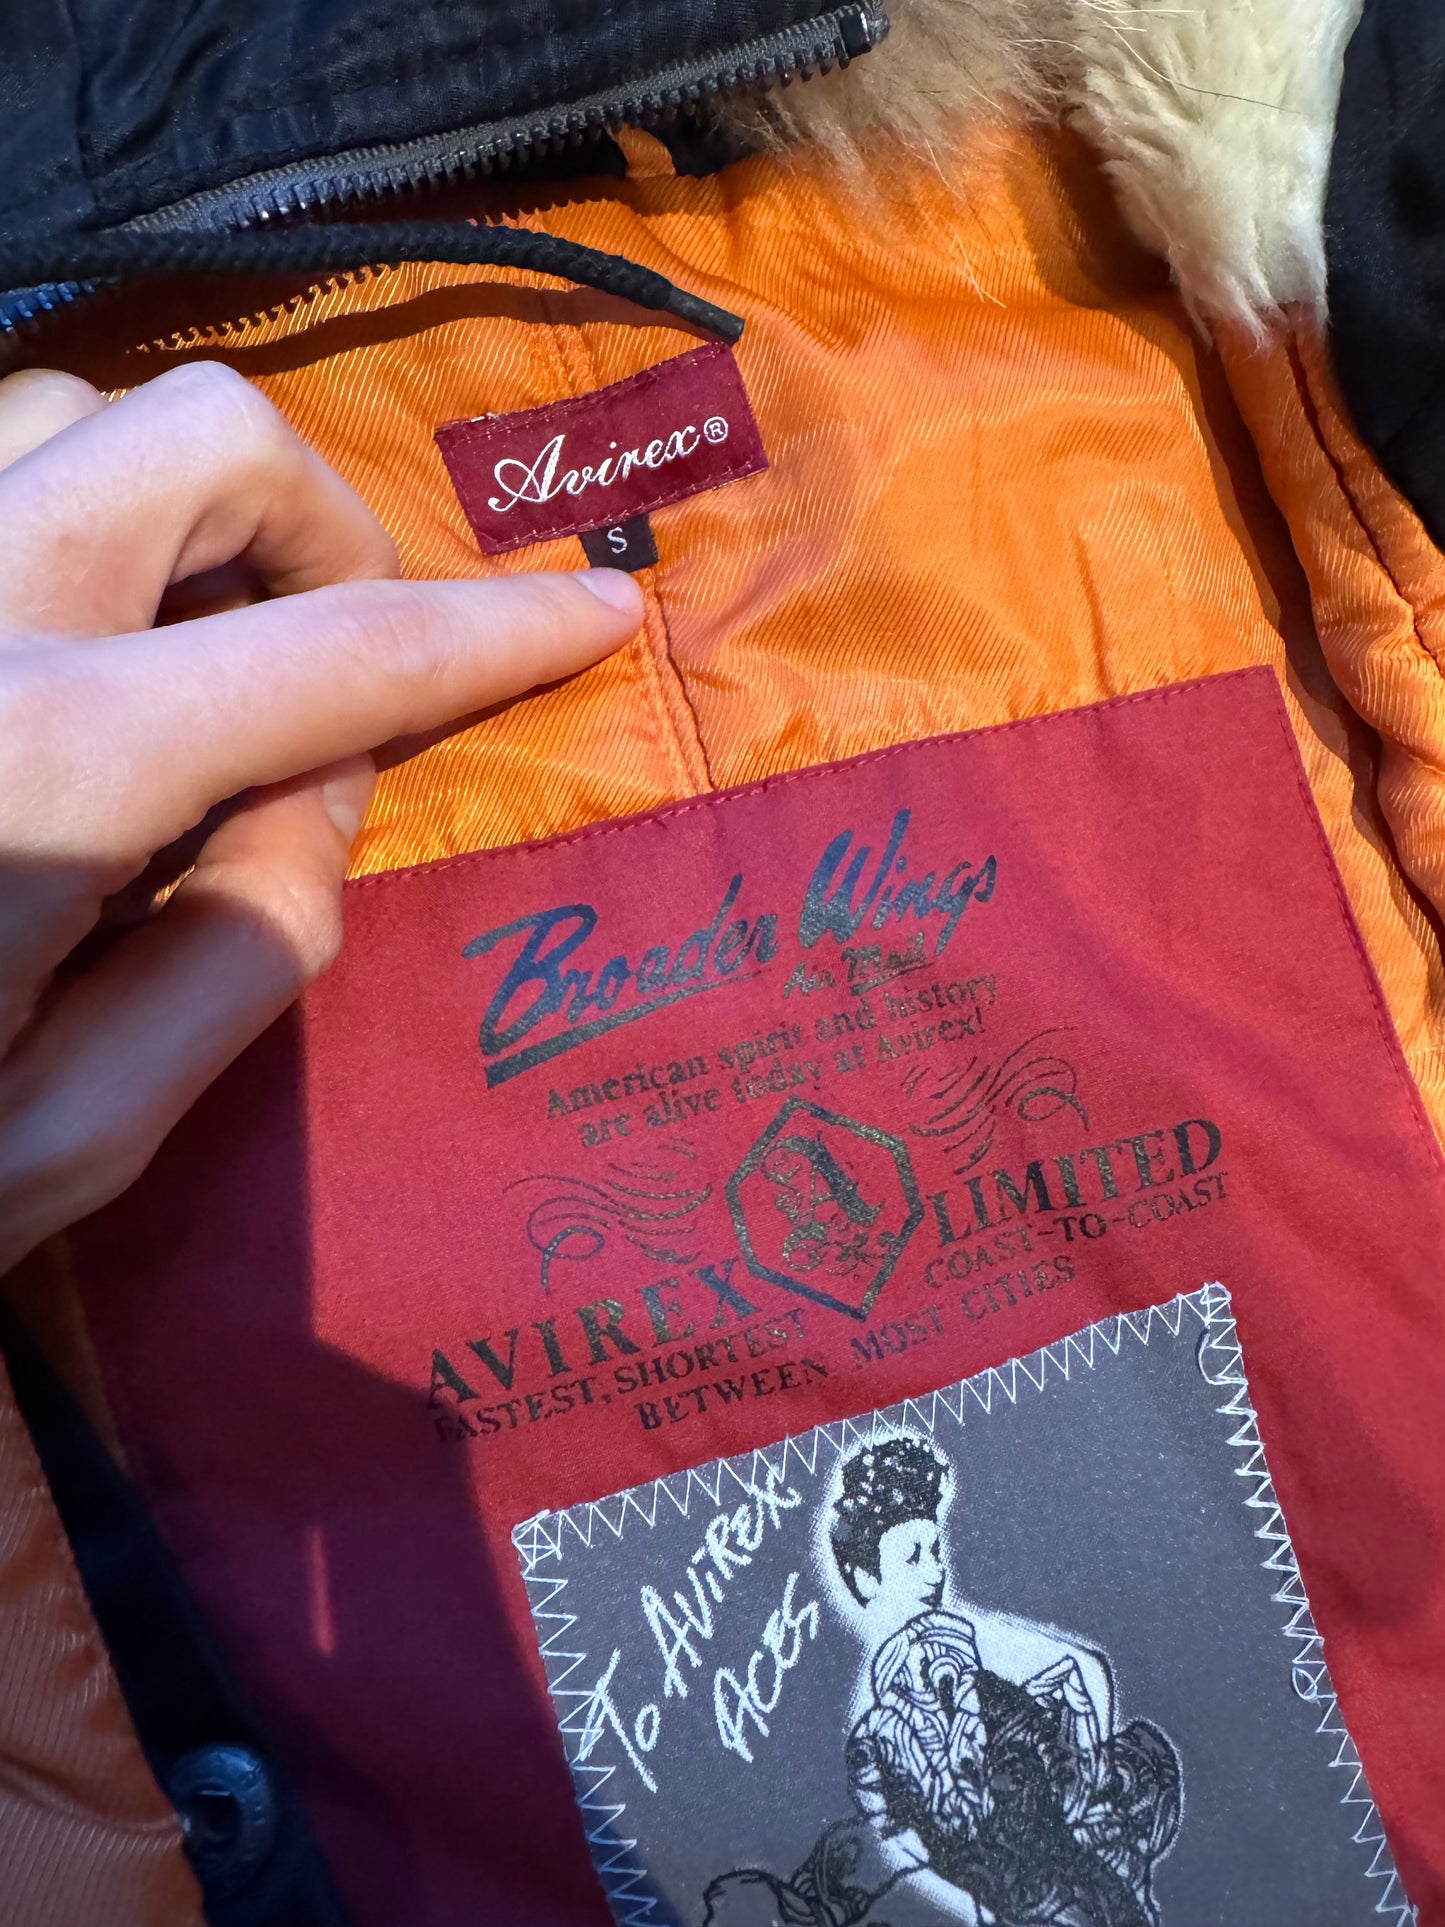 Avirex®
S
Broader Wings
Air Mail
American spirit and history
are alive today at Avirex!
A
AVIREX LIMITED
FASTEST, SHORTEST COAST-TO-COAST
BETWEEN MOST CITIES
To AViREX
ACES